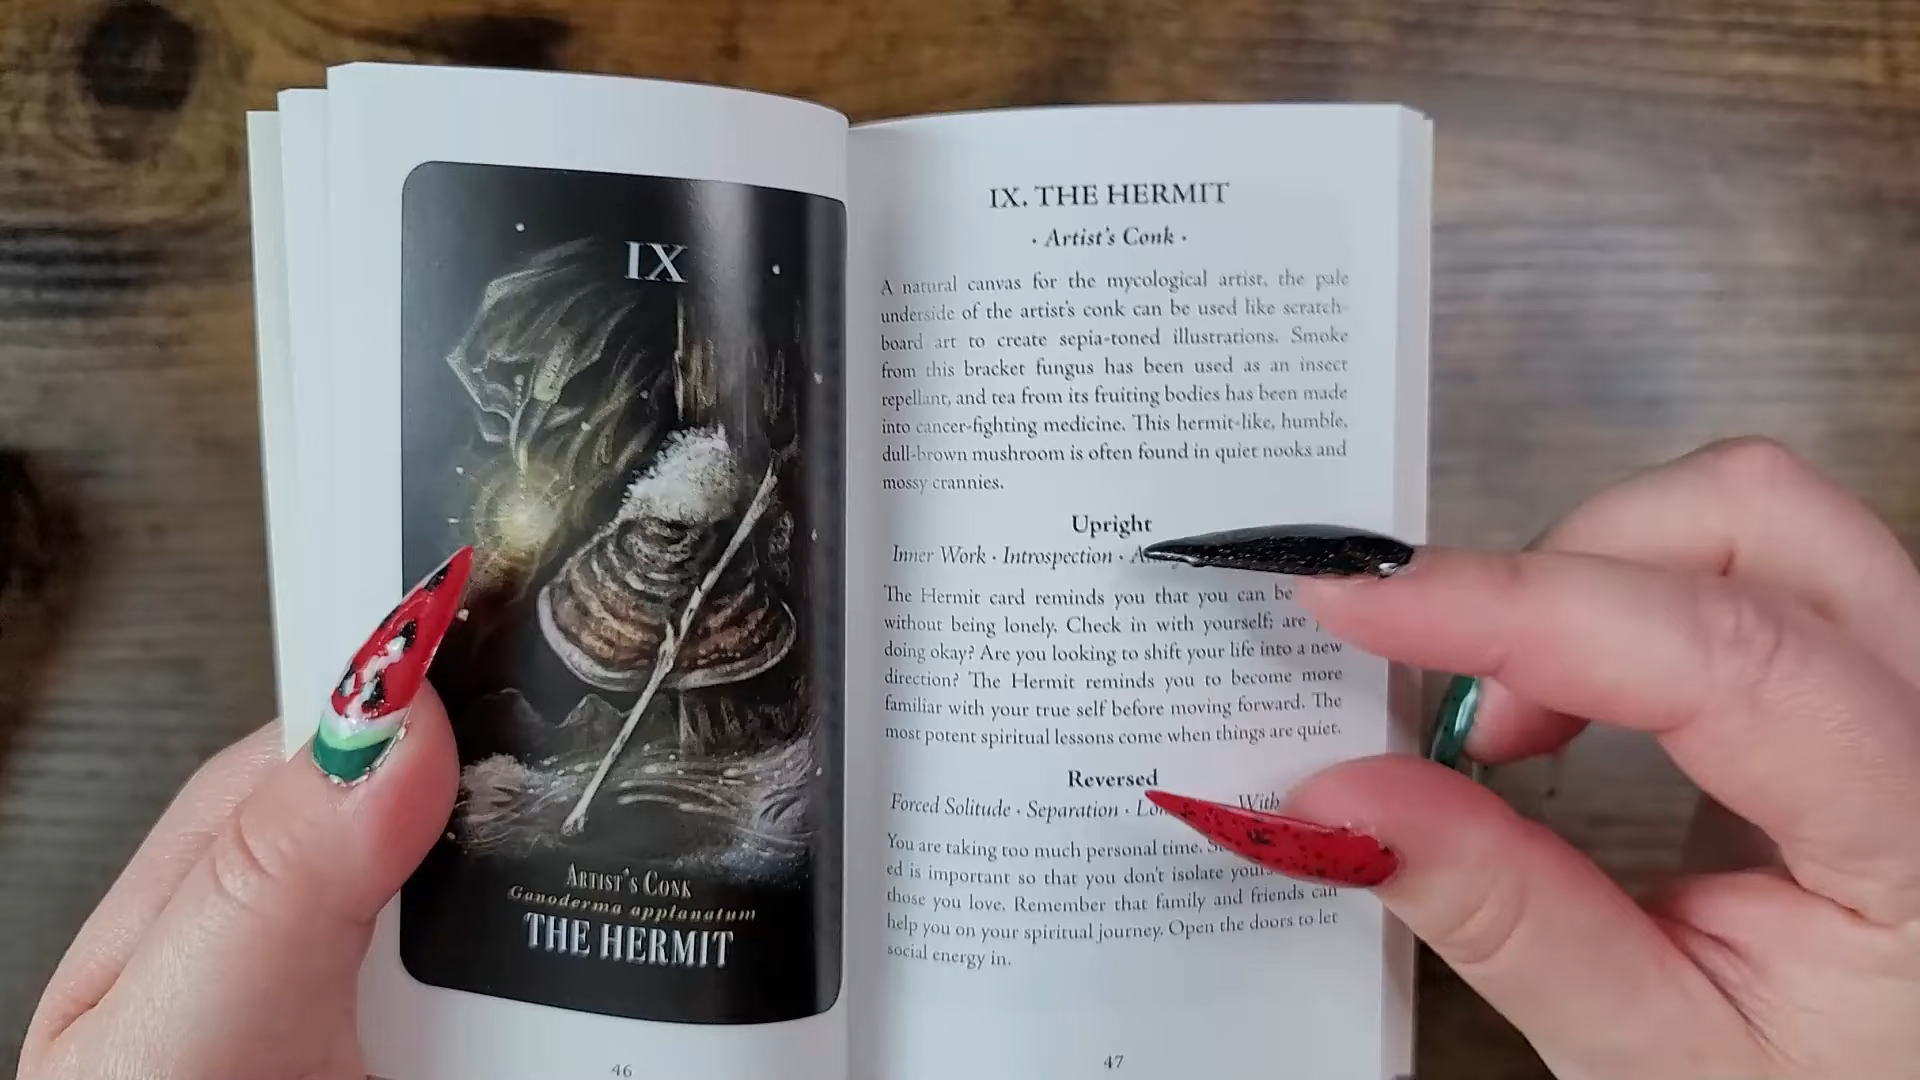 IX
ARTIST'S CONK
Ganoderma applanatum
THE HERMIT
46
IX. THE HERMIT
· Artist's Conk ·
A natural canvas for the mycological artist, the pale
underside of the artist's conk can be used like scratch-
board art to create sepia-toned illustrations. Smoke
from this bracket fungus has been used as an insect
repellant, and tea from its fruiting bodies has been made
into cancer-fighting medicine. This hermit-like, humble,
dull-brown mushroom is often found in quiet nooks and
mossy crannies.
Upright
Inner Work · Introspection ·
The Hermit card reminds you that you can be
without being lonely. Check in with yourself; are
doing okay? Are you looking to shift your life into a new
direction? The Hermit reminds you to become more
familiar with your true self before moving forward. The
most potent spiritual lessons come when things are quiet.
Reversed
Forced Solitude · Separation · With
You are taking too much personal time.
ed is important so that you don't isolate
those you love. Remember that family and friends can
help you on your spiritual journey. Open the doors to let
social energy in.
47